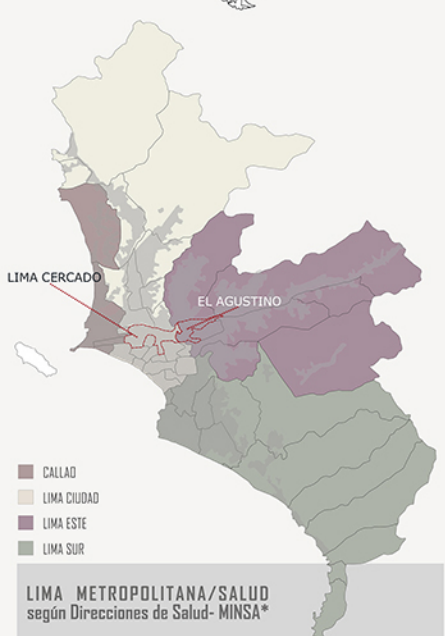 LIMA CERCADO
EL AGUSTINO
CALLAO
LIMA CIUDAD
LIMA ESTE
LIMA SUR
LIMA METROPOLITANA/SALUD
según Direcciones de Salud- MINSA*